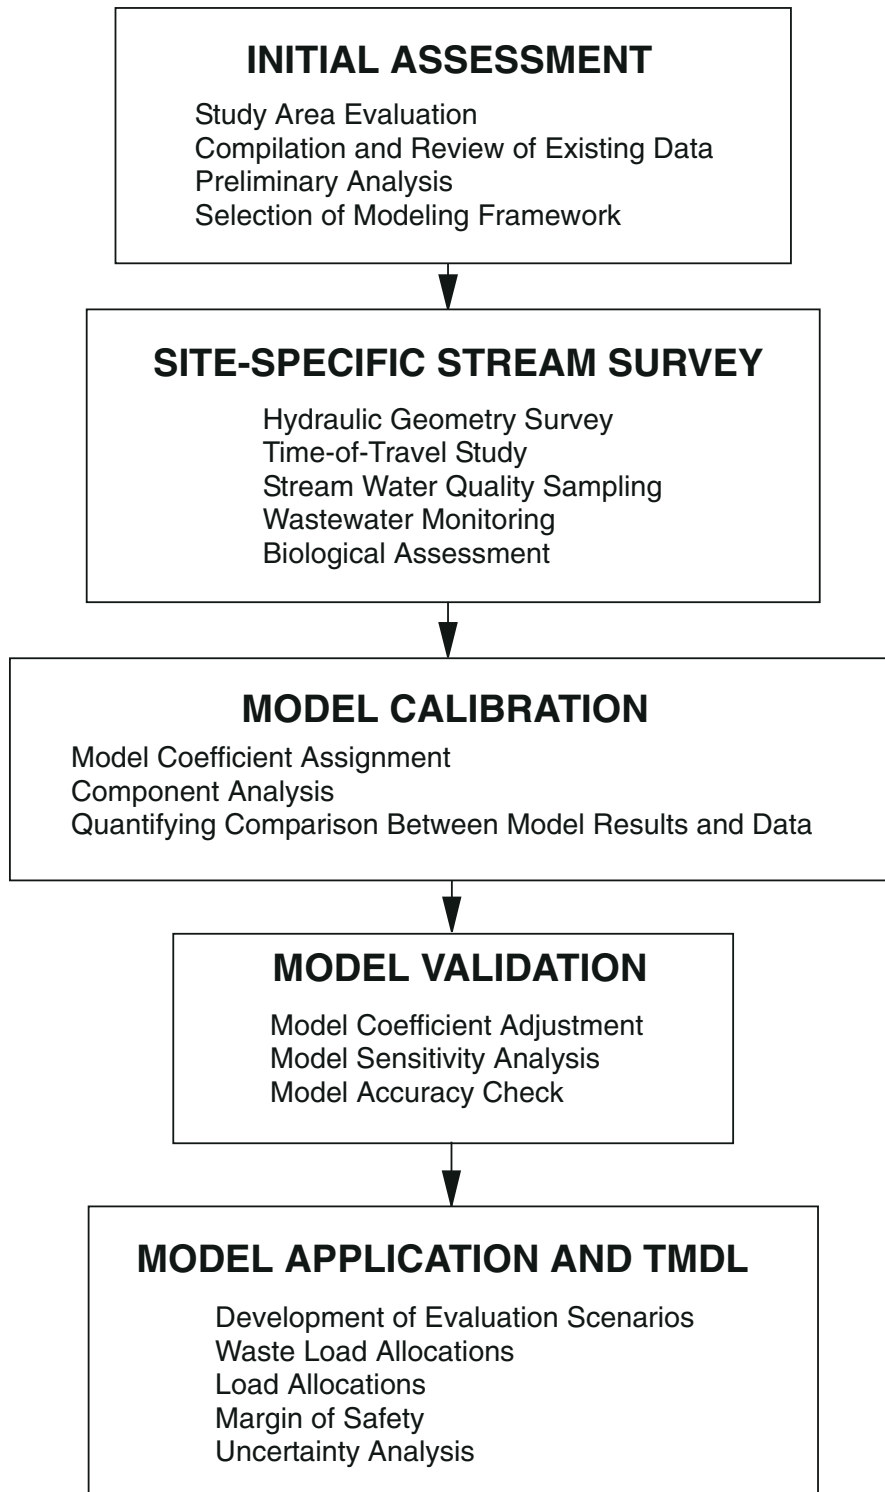 INITIAL ASSESSMENT
Study Area Evaluation
Compilation and Review of Existing Data
Preliminary Analysis
Selection of Modeling Framework
SITE-SPECIFIC STREAM SURVEY
Hydraulic Geometry Survey
Time-of-Travel Study
Stream Water Quality Sampling
Wastewater Monitoring
Biological Assessment
MODEL CALIBRATION
Model Coefficient Assignment
Component Analysis
Quantifying Comparison Between Model Results and Data
MODEL VALIDATION
Model Coefficient Adjustment
Model Sensitivity Analysis
Model Accuracy Check
MODEL APPLICATION AND TMDL
Development of Evaluation Scenarios
Waste Load Allocations
Load Allocations
Margin of Safety
Uncertainty Analysis